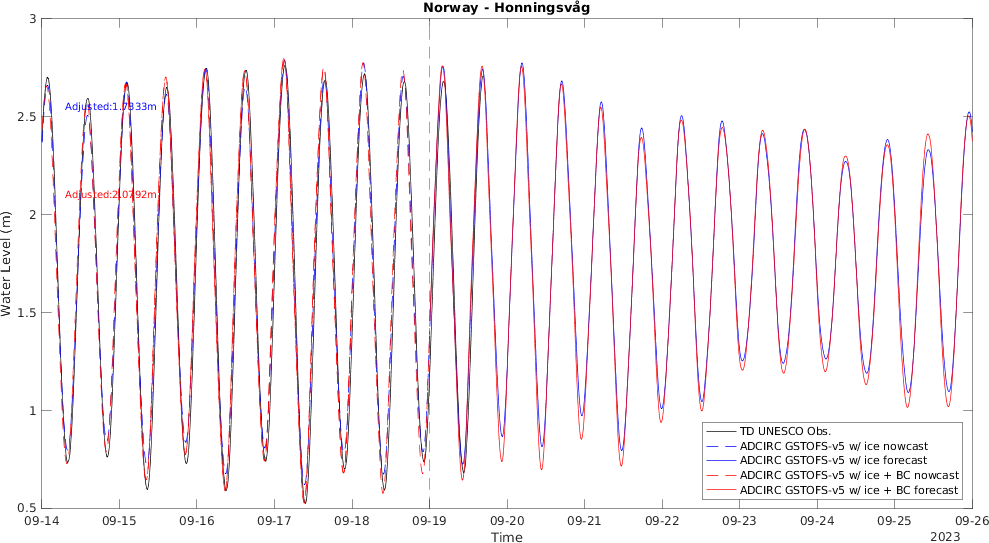 Norway - Honningsvåg
3
2.5
2
1.5
1
0.5
Water Level (m)
Adjusted:1.7333m
Adjusted:2.0792m
TD UNESCO Obs.
ADCIRC GSTOFS-v5 w/ ice nowcast
ADCIRC GSTOFS-v5 w/ ice forecast
ADCIRC GSTOFS-v5 w/ ice + BC nowcast
ADCIRC GSTOFS-v5 w/ ice + BC forecast
09-14 09-15 09-16 09-17 09-18 09-19 09-20 09-21 09-22 09-23 09-24 09-25 09-26
Time
2023